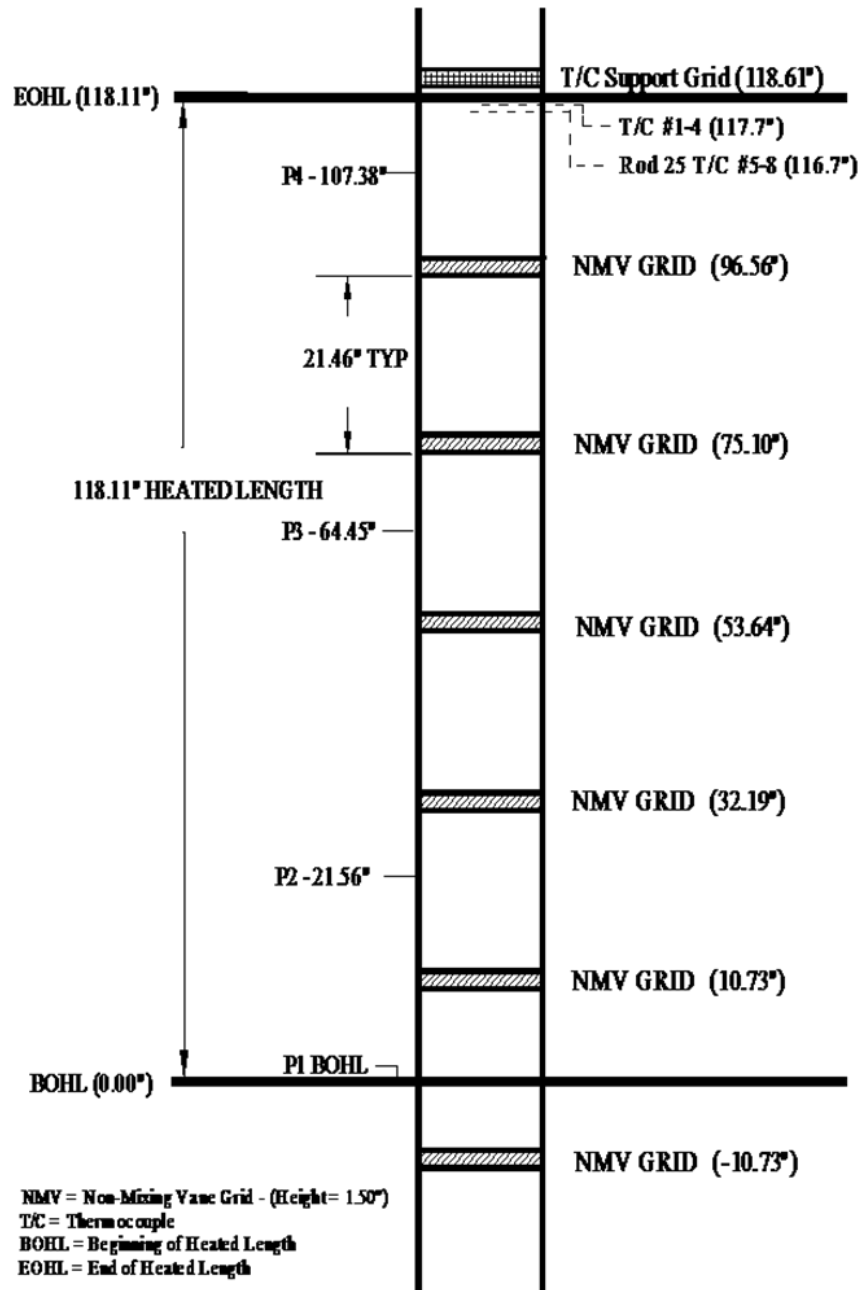 T/C Support Grid (118.61")
EOHL (118.11")
T/C #1-4 (117.7")
Rod 25 T/C #5-8 (116.7")
P4 - 107.38"
NMV GRID (96.56")
21.46" TYP
NMV GRID (75.10")
118.11" HEATED LENGTH
P3 - 64.45"
NMV GRID (53.64")
NMV GRID (32.19")
P2 - 21.56"
NMV GRID (10.73")
P1 BOHL
BOHL (0.00")
NMV GRID (-10.73")
NMV = Non-Mixing Vane Grid - (Height = 1.50")
T/C = Thermocouple
BOHL = Beginning of Heated Length
EOHL = End of Heated Length